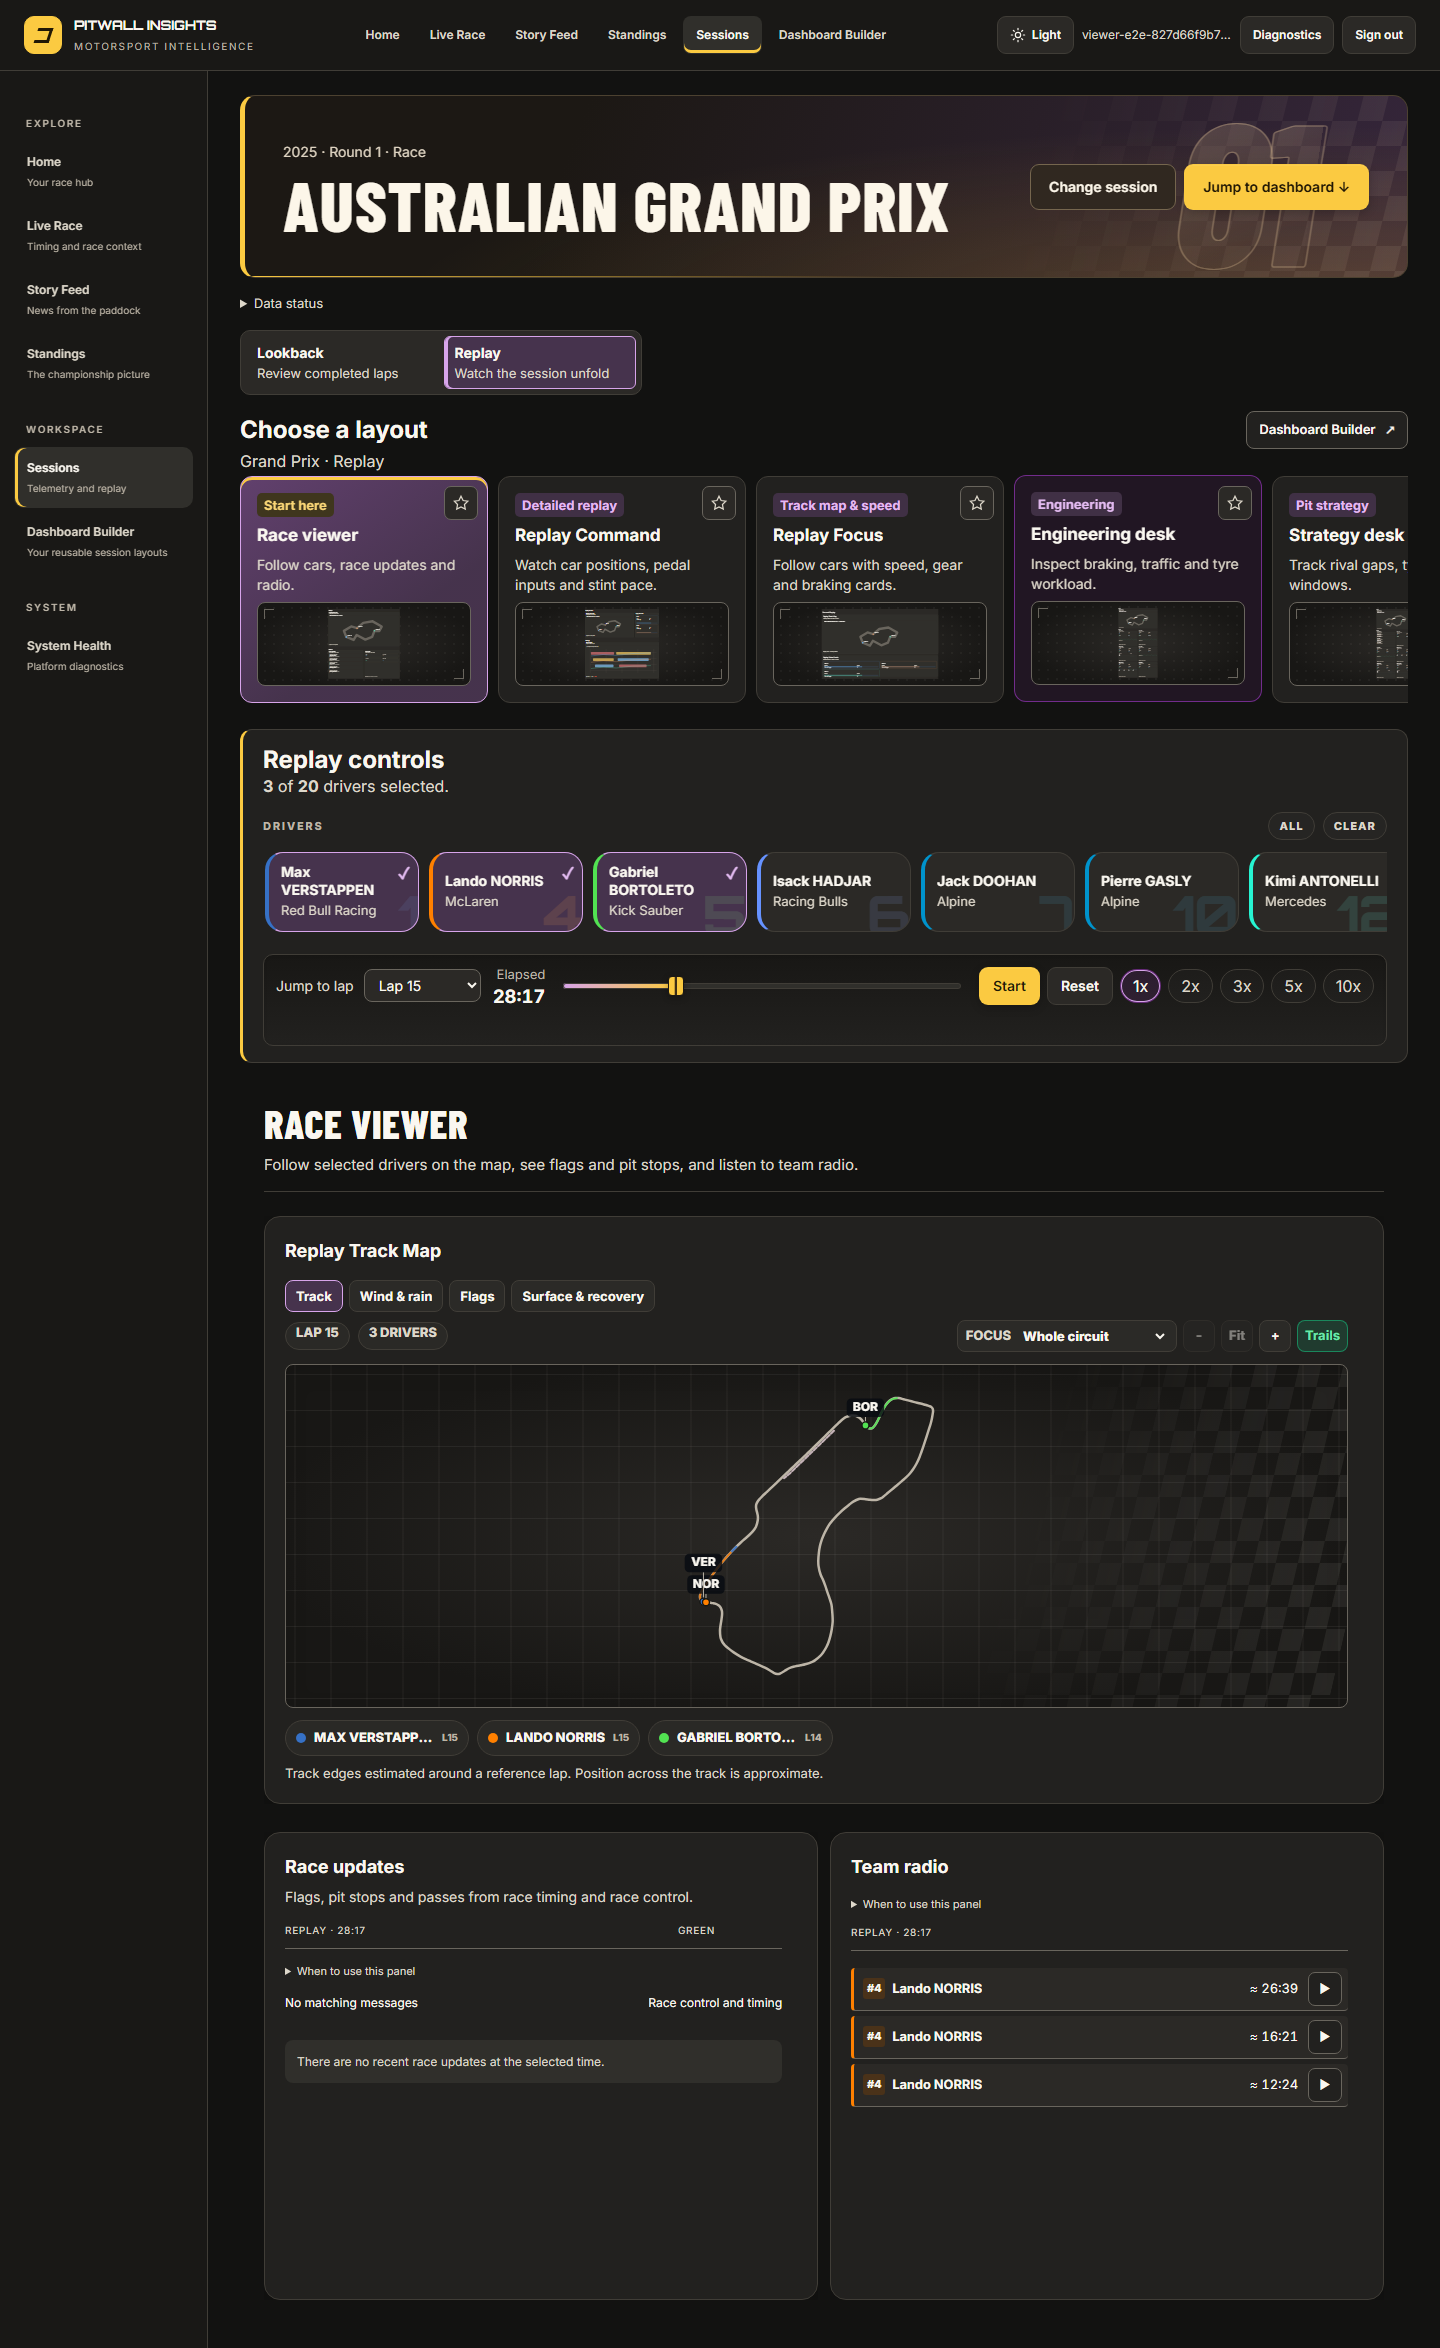 PITWALL INSIGHTS
MOTORSPORT INTELLIGENCE
Home
Live Race
Story Feed
Standings
Sessions
Dashboard Builder
Light
viewer-e2e-827d66f9b7...
Diagnostics
Sign out
EXPLORE
Home
Your race hub
Live Race
Timing and race context
Story Feed
News from the paddock
Standings
The championship picture
WORKSPACE
Sessions
Telemetry and replay
Dashboard Builder
Your reusable session layouts
SYSTEM
System Health
Platform diagnostics
2025 · Round 1 · Race
AUSTRALIAN GRAND PRIX
01
Change session
Jump to dashboard ↓
Data status
Lookback
Review completed laps
Replay
Watch the session unfold
Choose a layout
Grand Prix · Replay
Dashboard Builder ↗
Start here
Race viewer
Follow cars, race updates and
radio.
Detailed replay
Replay Command
Watch car positions, pedal
inputs and stint pace.
Track map & speed
Replay Focus
Follow cars with speed, gear
and braking cards.
Engineering
Engineering desk
Inspect braking, traffic and tyre
workload.
Pit strategy
Strategy desk
Track rival gaps, t
windows.
Replay controls
3 of 20 drivers selected.
DRIVERS
ALL
CLEAR
Max
VERSTAPPEN
Red Bull Racing
1
Lando NORRIS
McLaren
4
Gabriel
BORTOLETO
Kick Sauber
5
Isack HADJAR
Racing Bulls
6
Jack DOOHAN
Alpine
7
Pierre GASLY
Alpine
10
Kimi ANTONELLI
Mercedes
12
Jump to lap
Lap 15
Elapsed
28:17
Start
Reset
1x
2x
3x
5x
10x
RACE VIEWER
Follow selected drivers on the map, see flags and pit stops, and listen to team radio.
Replay Track Map
Track
Wind & rain
Flags
Surface & recovery
LAP 15
3 DRIVERS
FOCUS
Whole circuit
-
Fit
+
Trails
BOR
VER
NOR
MAX VERSTAPP... L15
LANDO NORRIS L15
GABRIEL BORTO... L14
Track edges estimated around a reference lap. Position across the track is approximate.
Race updates
Flags, pit stops and passes from race timing and race control.
REPLAY · 28:17
GREEN
When to use this panel
No matching messages
Race control and timing
There are no recent race updates at the selected time.
Team radio
When to use this panel
REPLAY · 28:17
#4 Lando NORRIS ≈ 26:39
#4 Lando NORRIS ≈ 16:21
#4 Lando NORRIS ≈ 12:24